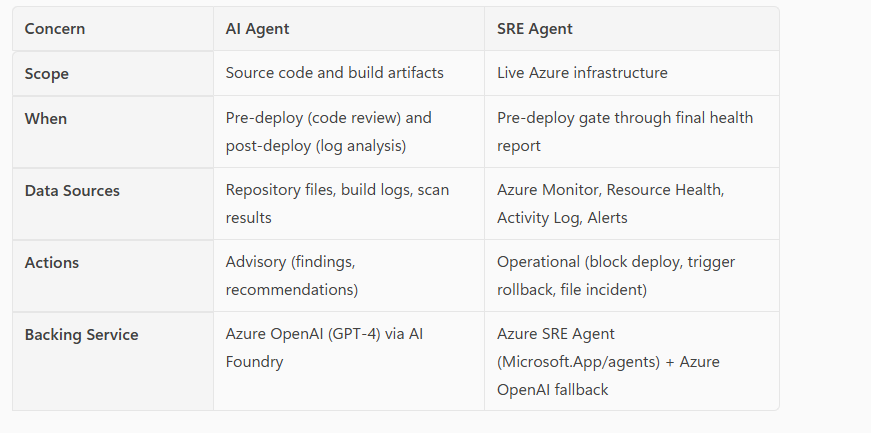 Concern AI Agent SRE Agent
Scope Source code and build artifacts Live Azure infrastructure
When Pre-deploy (code review) and Pre-deploy gate through final health
post-deploy (log analysis) report
Data Sources Repository files, build logs, scan Azure Monitor, Resource Health,
results Activity Log, Alerts
Actions Advisory (findings, Operational (block deploy, trigger
recommendations) rollback, file incident)
Backing Service Azure OpenAI (GPT-4) via AI Azure SRE Agent
Foundry (Microsoft.App/agents) + Azure
OpenAI fallback